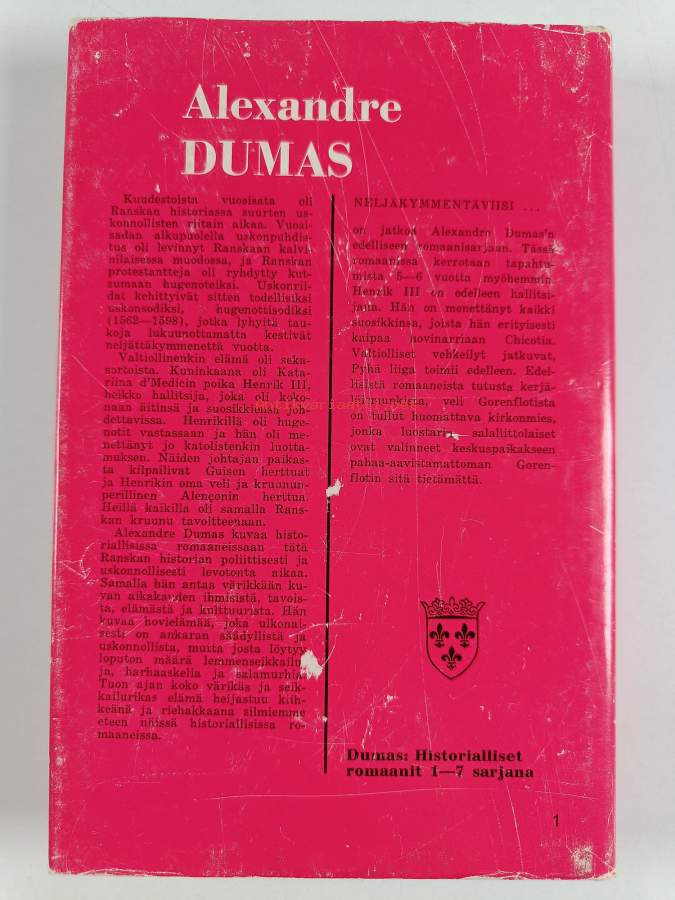 Alexandre
DUMAS
Kuudestoista vuosisata oli
Ranskan historiassa suurten us-
konnollisten riitain aikaa. Vuosi-
sadan alkupuolella uskonpuhdis-
tus oli levinnyt Ranskaan kalvi-
nilaisessa muodossa, ja Ranskan
protestantteja oli ryhdytty kut-
sumaan hugenoteiksi. Uskonrii-
dat kehittyivät sitten todellisiksi
uskonsodiksi, hugenottisodiksi
(1562—1598), jotka lyhyitä tau-
koja lukuunottamatta kestivät
neljättäkymmenettä vuotta.
Valtiollinenkin elämä oli seka-
sortoista. Kuninkaana oli Kata-
riina d'Medicin poika Henrik III,
heikko hallitsija, joka oli koko-
naan äitinsä ja suosikkiensa joh-
dettavissa. Henrikillä oli huge-
notit vastassaan ja hän oli me-
nettänyt jo katolistenkin luotta-
muksen. Näiden johtajan paikas-
ta kilpailivat Guisen herttuat
ja Henrikin oma veli ja kruunun-
perillinen Alençonin herttua.
Heillä kaikilla oli samalla Rans-
kan kruunu tavoitteenaan.
Alexandre Dumas kuvaa histo-
riallisissa romaaneissaan tätä
Ranskan historian poliittisesti ja
uskonnollisesti levotonta aikaa.
Samalla hän antaa värikkään ku-
van aikakauden ihmisistä, tavois-
ta, elämästä ja kulttuurista. Hän
kuvaa hovielämää, joka ulkonai-
sesti on ankaran säädyllistä ja
uskonnollista, mutta josta löytyy
loputon määrä lemmenseikkailu-
ja, harhaaskelia ja salamurhia.
Tuon ajan koko värikäs ja seik-
kailurikas elämä heijastuu kiih-
keänä ja riehakkaana silmiemme
eteen näissä historiallisissa ro-
maaneissa.
NELJÄKYMMENTÄVIISI ...
on jatkoa Alexandre Dumas'n
edelliseen romaanisarjaan. Tässä
romaanissa kerrotaan tapahtu-
mista 5—6 vuotta myöhemmin.
Henrik III on edelleen hallitsi-
jana. Hän on menettänyt kaikki
suosikkinsa, joista hän erityisesti
kaipaa hovinarriaan Chicotia.
Valtiolliset vehkeilyt jatkuvat,
Pyhä liiga toimii edelleen. Edel-
lisistä romaaneista tutusta kerjä-
läismunkista, veli Gorenflotista
on tullut huomattava kirkonmies,
jonka luostarin salaliittolaiset
ovat valinneet keskuspaikakseen
pahaa-aavistamattoman Goren-
flotin sitä tietämättä.
Dumas: Historialliset
romaanit 1—7 sarjana
1